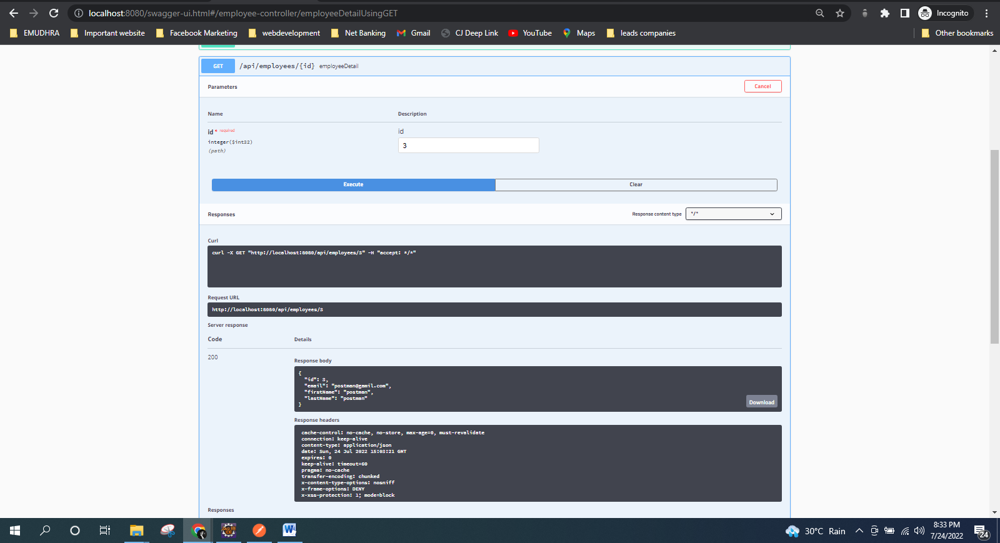 localhost:8080/swagger-ui.html#/employee-controller/employeeDetailUsingGET
Incognito
EMUDHRA
Important website
Facebook Marketing
webdevelopment
Net Banking
Gmail
CJ Deep Link
YouTube
Maps
leads companies
Other bookmarks
GET /api/employees/{id} employeeDetail
Parameters
Cancel
Name Description
id * required
id
integer($int32)
(path)
3
Execute
Clear
Responses
Response content type */*
Curl
curl -X GET "http://localhost:8080/api/employees/3" -H "accept: */*"
Request URL
http://localhost:8080/api/employees/3
Server response
Code Details
200
Response body
{
"id": 3,
"email": "postman@gamil.com",
"firstName": "postman",
"lastName": "postman"
}
Download
Response headers
cache-control: no-cache, no-store, max-age=0, must-revalidate
connection: keep-alive
content-type: application/json
date: Sun, 24 Jul 2022 15:03:21 GMT
expires: 0
keep-alive: timeout=60
pragma: no-cache
transfer-encoding: chunked
x-content-type-options: nosniff
x-frame-options: DENY
x-xss-protection: 1; mode=block
Responses
30°C Rain
8:33 PM
7/24/2022
24